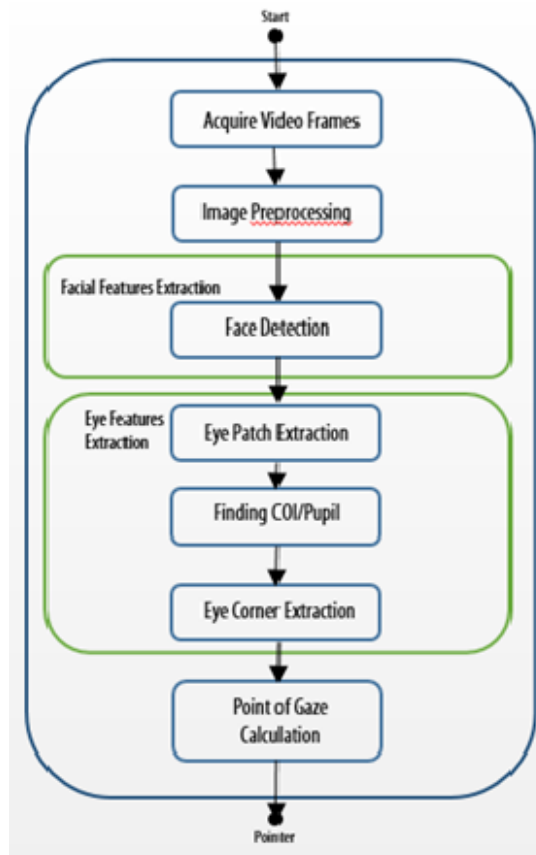 Start
Acquire Video Frames
Image Preprocessing
Facial Features Extraction
Face Detection
Eye Features
Extraction
Eye Patch Extraction
Finding COI/Pupil
Eye Corner Extraction
Point of Gaze
Calculation
Pointer